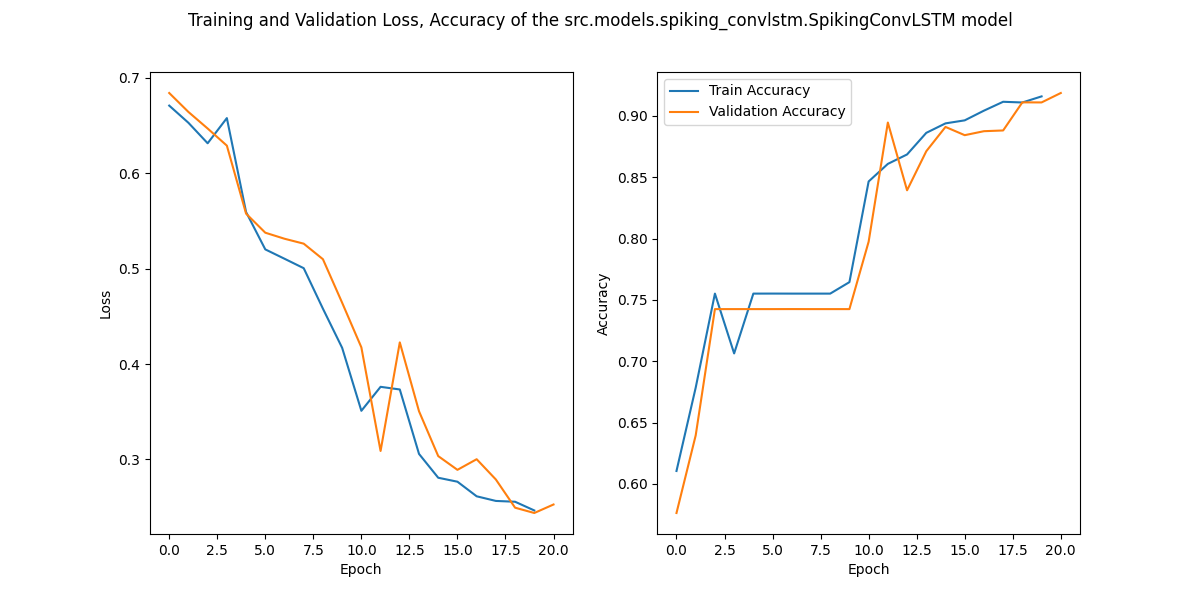 Training and Validation Loss, Accuracy of the src.models.spiking_convlstm.SpikingConvLSTM model
0.7
0.6
0.5
0.4
0.3
Loss
0.0 2.5 5.0 7.5 10.0 12.5 15.0 17.5 20.0
Epoch
Train Accuracy
Validation Accuracy
0.90
0.85
0.80
0.75
0.70
0.65
0.60
Accuracy
0.0 2.5 5.0 7.5 10.0 12.5 15.0 17.5 20.0
Epoch